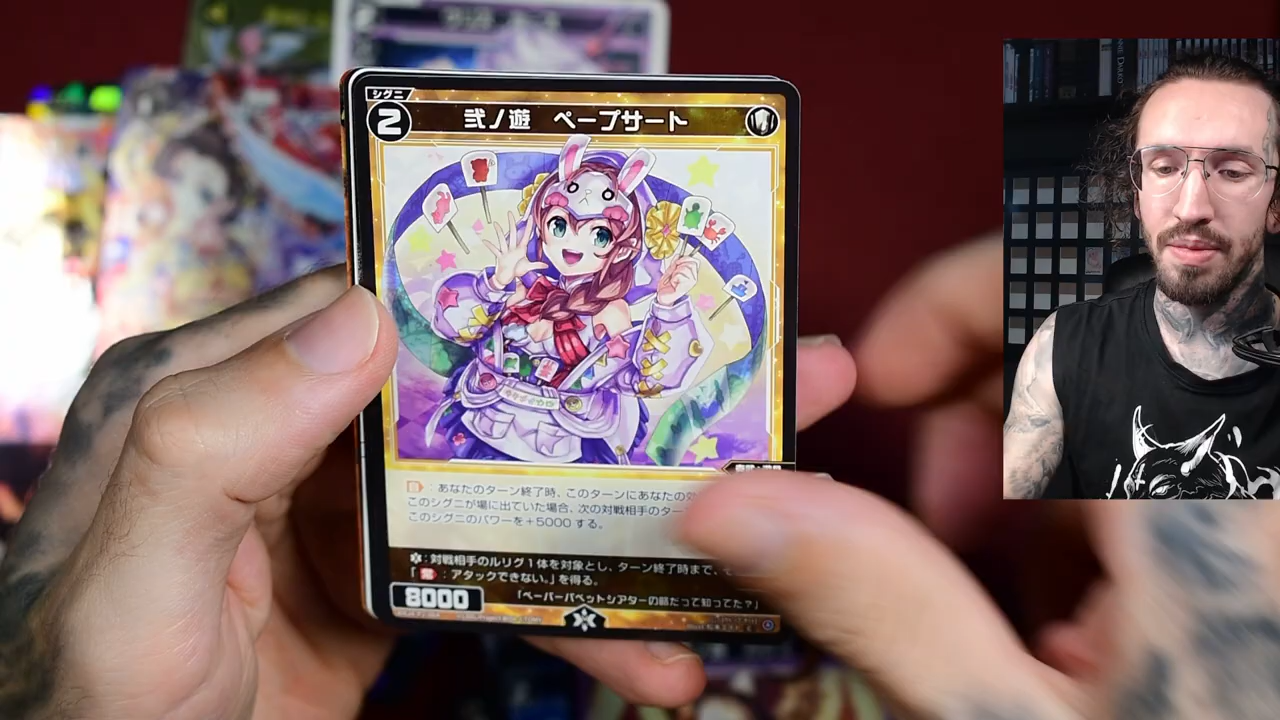 シグニ
2
弐ノ遊 ペープサート
：あなたのターン終了時、このターンにあなたの効
このシグニが場に出ていた場合、次の対戦相手のター
このシグニのパワーを＋5000する。
：対戦相手のルリグ１体を対象とし、ターン終了時まで、そ
「 ：アタックできない。」を得る。
8000
「ペーパーパペットシアターの略だって知ってた？」